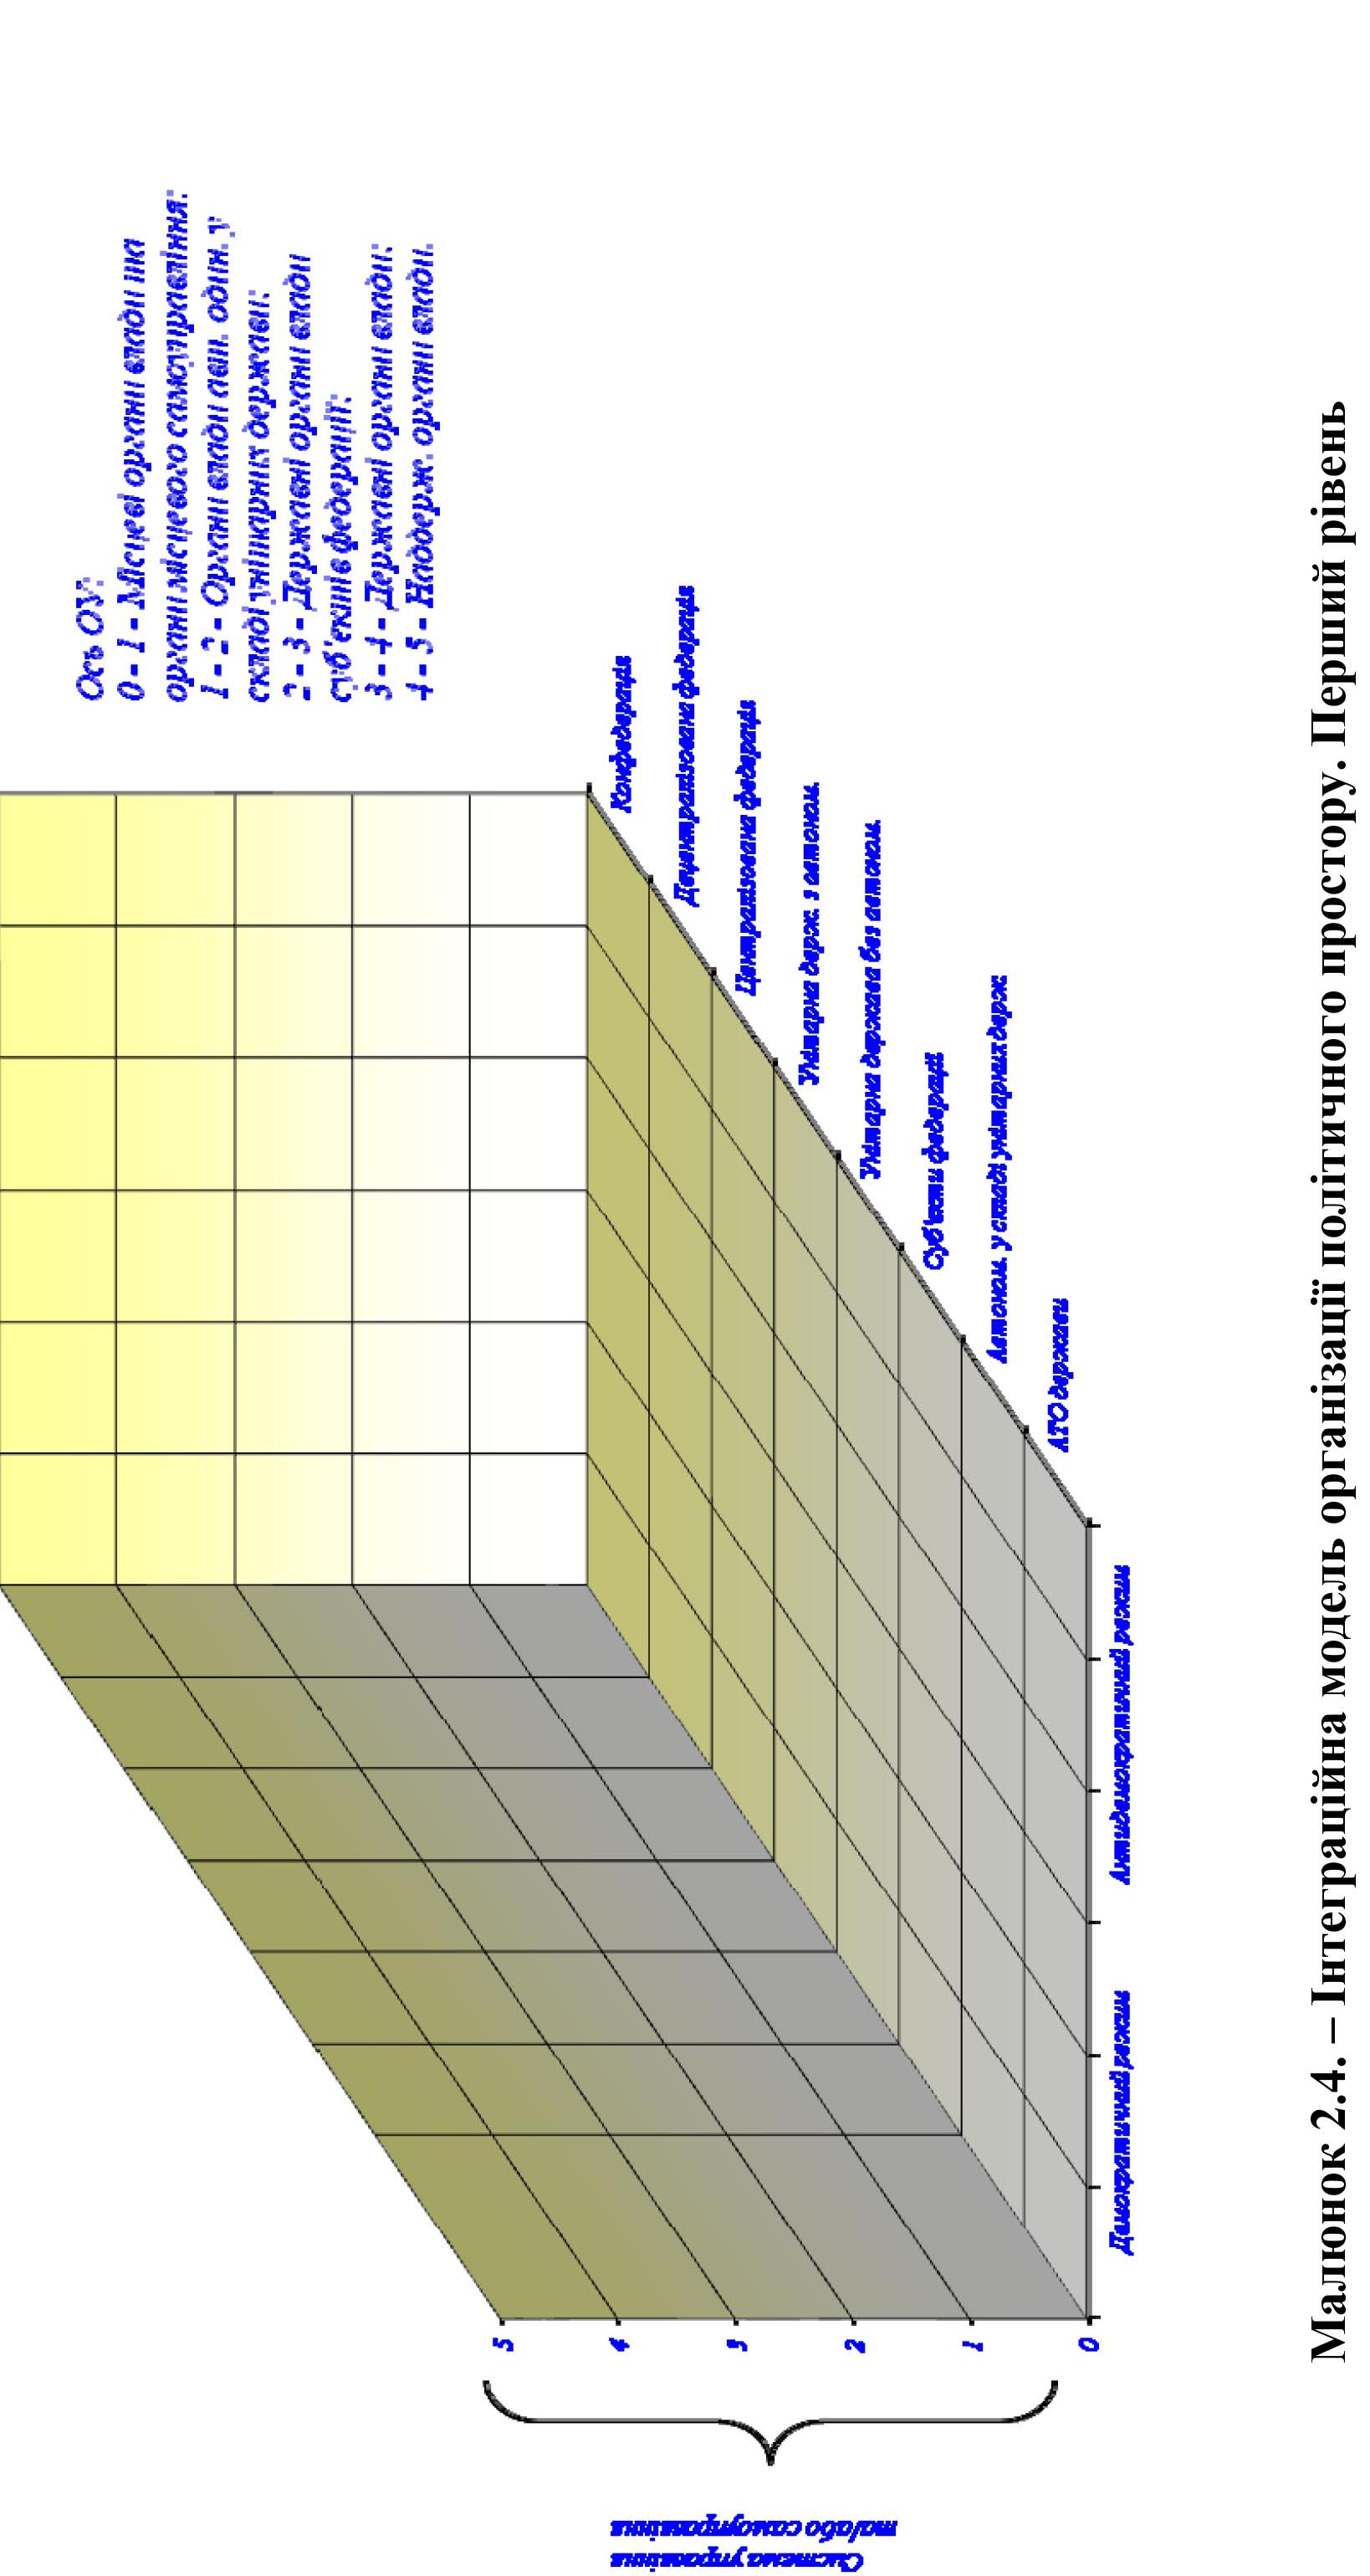 Ось ОУ:
0 - 1 - Місцеві органи влади та
органи місцевого самоуправління;
1 - 2 - Органи влади авт. один. у
складі унітарних держави;
2 - 3 - Державні органи влади
суб'єктів федерації;
3 - 4 - Державні органи влади;
4 - 5 - Наддерж. органи влади.
Конфедерація
Децентралізована федерація
Централізована федерація
Унітарна держ. з автоном.
Унітарна держава без автоном.
Суб'єкти федерації
Автоном. у складі унітарних держ.
АТО держави
Система управління
та/або самоуправління
5
4
3
2
1
0
Демократичний режим
Антидемократичний режим
Малюнок 2.4. – Інтеграційна модель організації політичного простору. Перший рівень